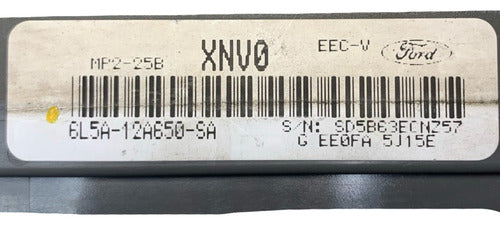 MP2-25B XNV0 EEC-V Ford
6L5A-12A650-SA S/N: SD5B63ECNZ57
G EE0FA 5J15E